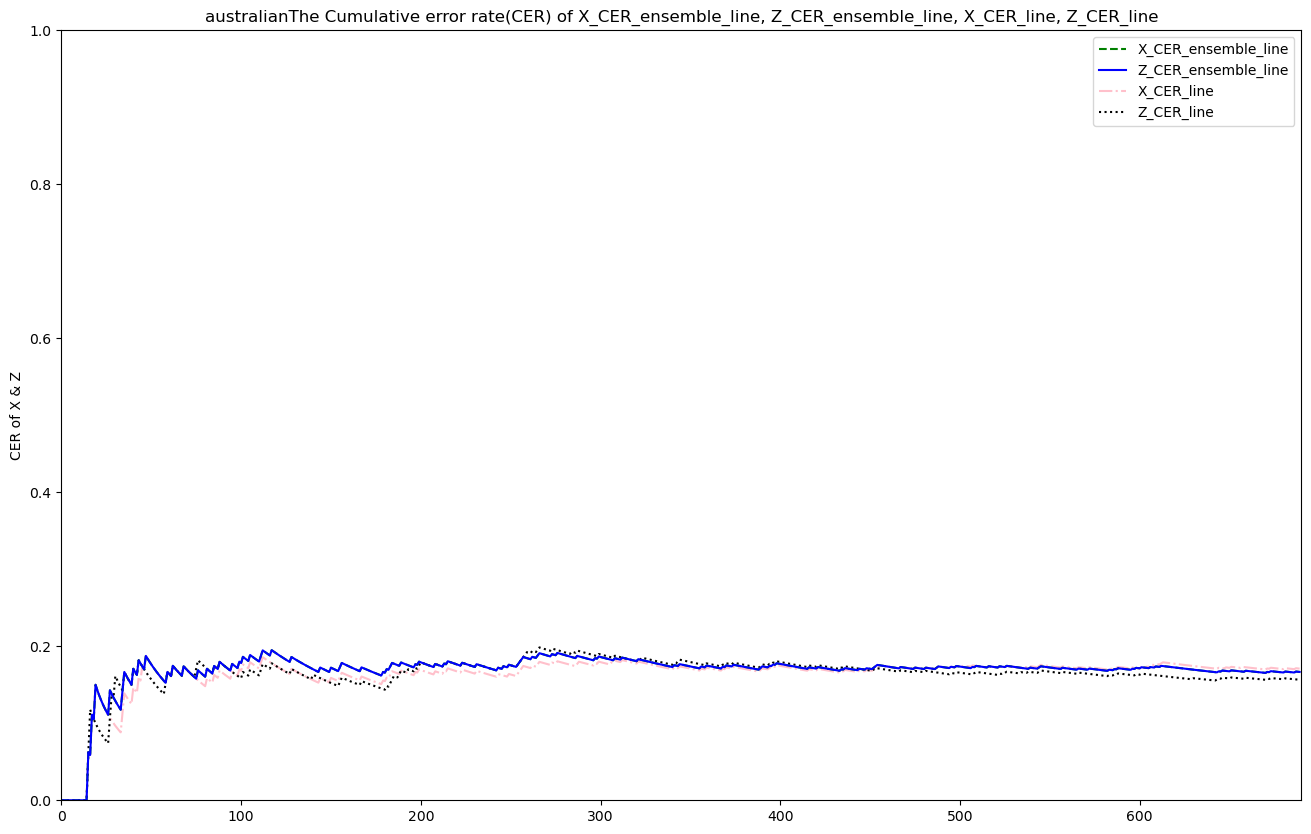 australianThe Cumulative error rate(CER) of X_CER_ensemble_line, Z_CER_ensemble_line, X_CER_line, Z_CER_line
X_CER_ensemble_line
Z_CER_ensemble_line
X_CER_line
Z_CER_line
CER of X & Z
1.0
0.8
0.6
0.4
0.2
0.0
0 100 200 300 400 500 600